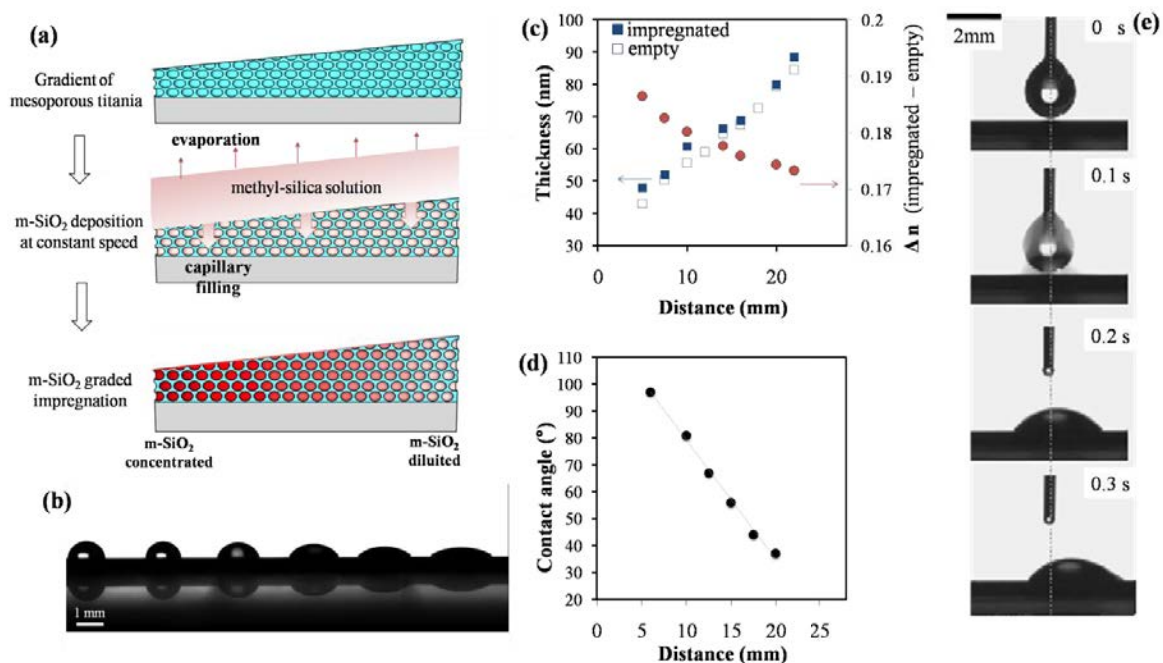 (a)
Gradient of
mesoporous titania
evaporation
methyl-silica solution
m-SiO₂ deposition
at constant speed
capillary
filling
m-SiO₂ graded
impregnation
m-SiO₂
concentrated
m-SiO₂
diluted
(b)
1 mm
(c)
impregnated
empty
Thickness (nm)
100
90
80
70
60
50
40
30
0
10
20
Distance (mm)
0.2
0.19
0.18
0.17
0.16
Δ n (impregnated – empty)
(d)
Contact angle (°)
110
100
90
80
70
60
50
40
30
20
0
5
10
15
20
25
Distance (mm)
(e)
2mm
0 s
0.1 s
0.2 s
0.3 s